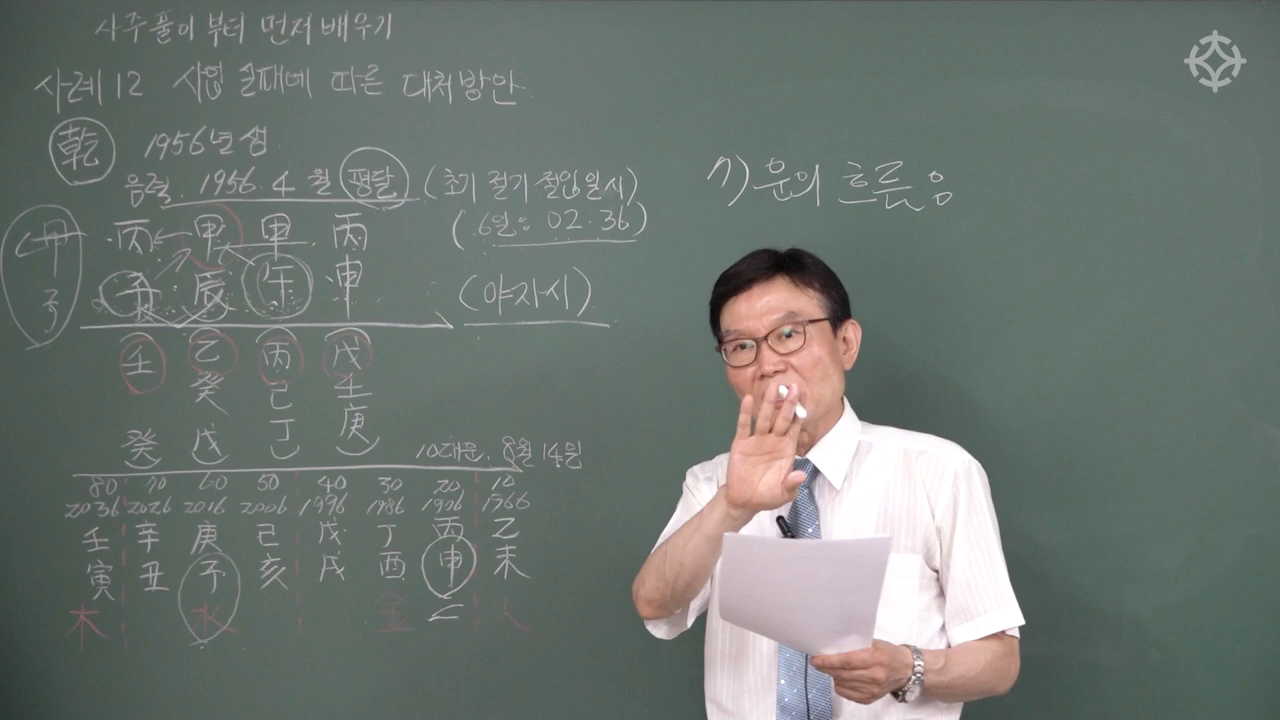 사주풀이부터 먼저배우기
사례12 사업 실패에 따른 대처방안
乾 1956년생
음력. 1956. 4월 평달 (초기 절기 절입일시)
(6일은 02:36)
7) 운의 흐름은
甲 丙 甲 甲 丙
子 子 辰 午 申 (야자시)
壬 乙 丙 戊
癸 己 壬
癸 戊 丁 庚
10대운. 8월 14일
80 70 60 50 40 30 20 10
2036 2026 2016 2006 1996 1986 1976 1966
壬 辛 庚 己 戊 丁 丙 乙
寅 丑 子 亥 戌 酉 申 未
木 水 金 火